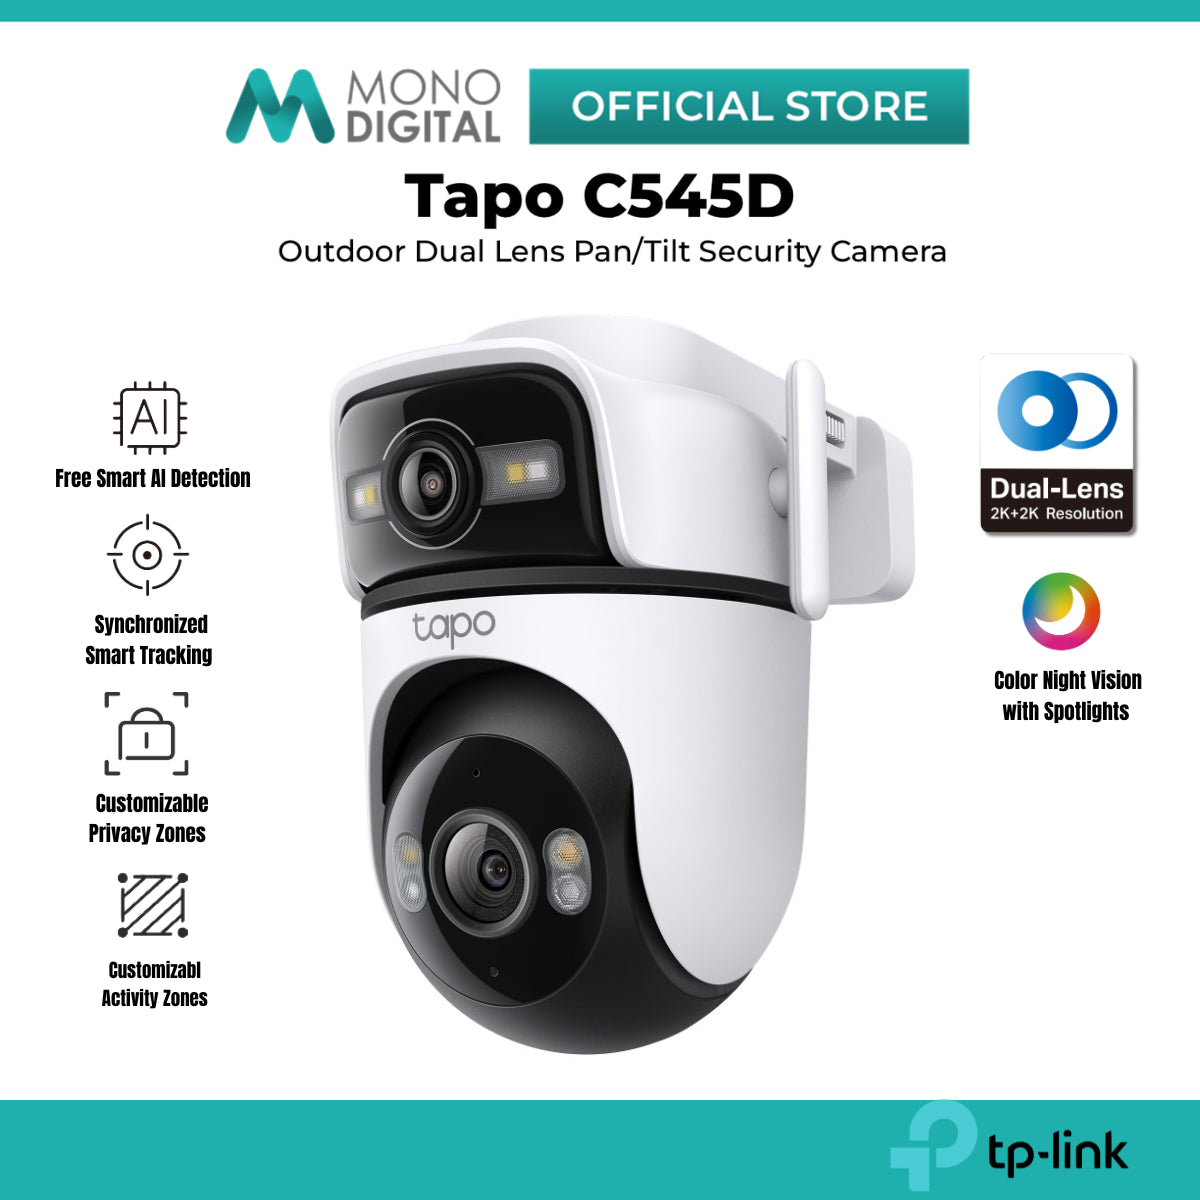 MONO
DIGITAL
OFFICIAL STORE
Tapo C545D
Outdoor Dual Lens Pan/Tilt Security Camera
AI
Free Smart AI Detection
Synchronized
Smart Tracking
Customizable
Privacy Zones
Customizabl
Activity Zones
tapo
Dual-Lens
2K+2K Resolution
Color Night Vision
with Spotlights
tp-link